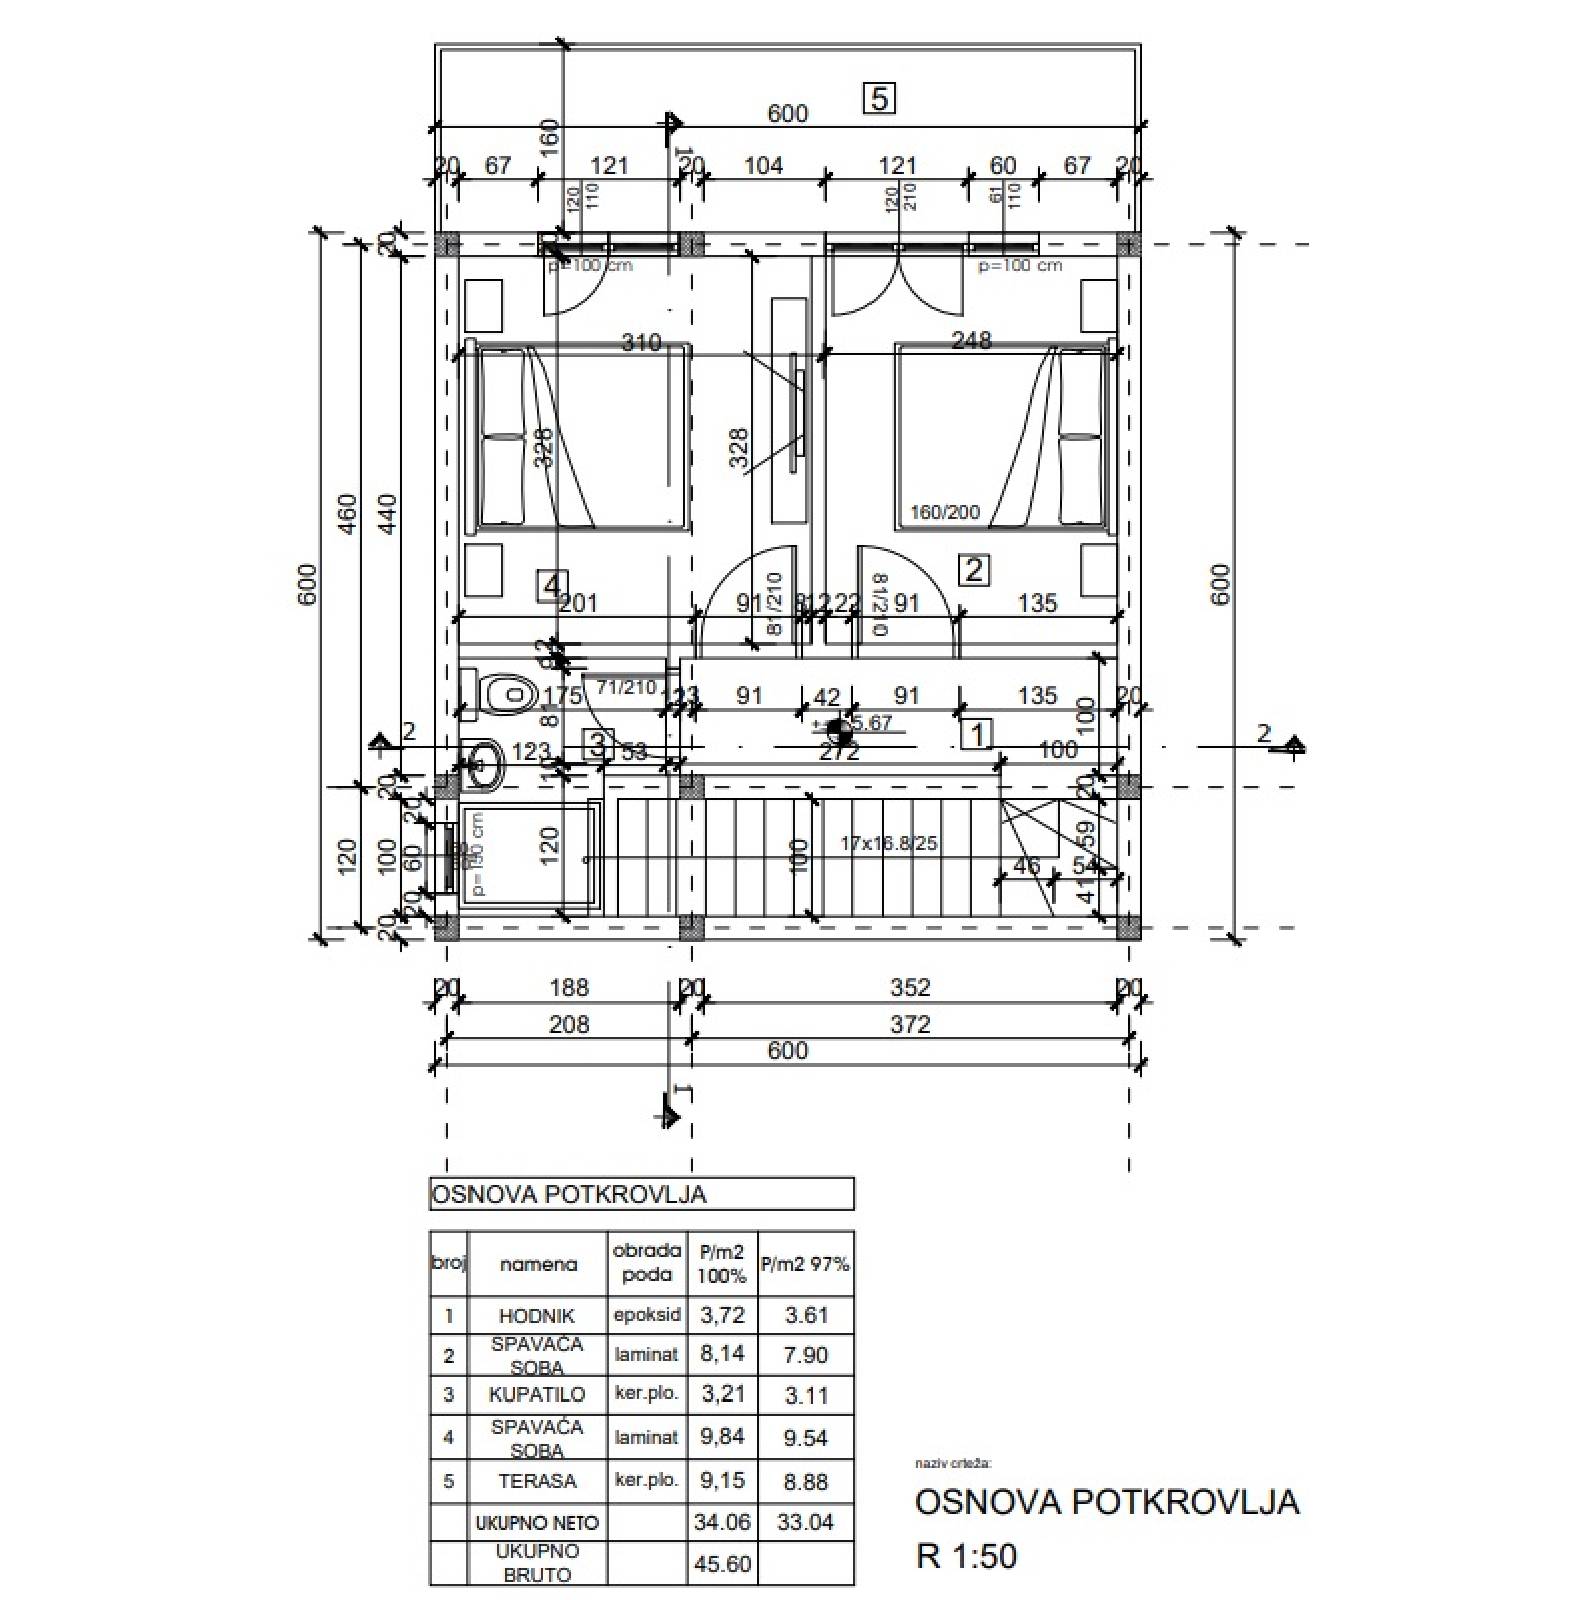 5
600
160
1
20 67 121 20 104 121 60 67 20
120
110
120
210
61
110
20
p=100 cm
p=100 cm
310
248
328
328
160/200
460
440
600
600
4
2
81/210
81/210
201 91 12 22 91 135
12
71/210
175 91 42 91 135 20
81
100
5.67
2
3
1
2
123 53 272 100
20
20
20
p=150 cm
120
100
17x16.8/25
59
46
54
41
120
100
60
20
20
20 188 20 352 20
208 372
600
1
OSNOVA POTKROVLJA
broj namena obrada poda P/m2 100% P/m2 97%
1 HODNIK epoksid 3,72 3.61
2 SPAVAĆA SOBA laminat 8,14 7.90
3 KUPATILO ker.plo. 3,21 3.11
4 SPAVAĆA SOBA laminat 9,84 9.54
5 TERASA ker.plo. 9,15 8.88
UKUPNO NETO 34.06 33.04
UKUPNO BRUTO 45.60
naziv crteža:
OSNOVA POTKROVLJA
R 1:50